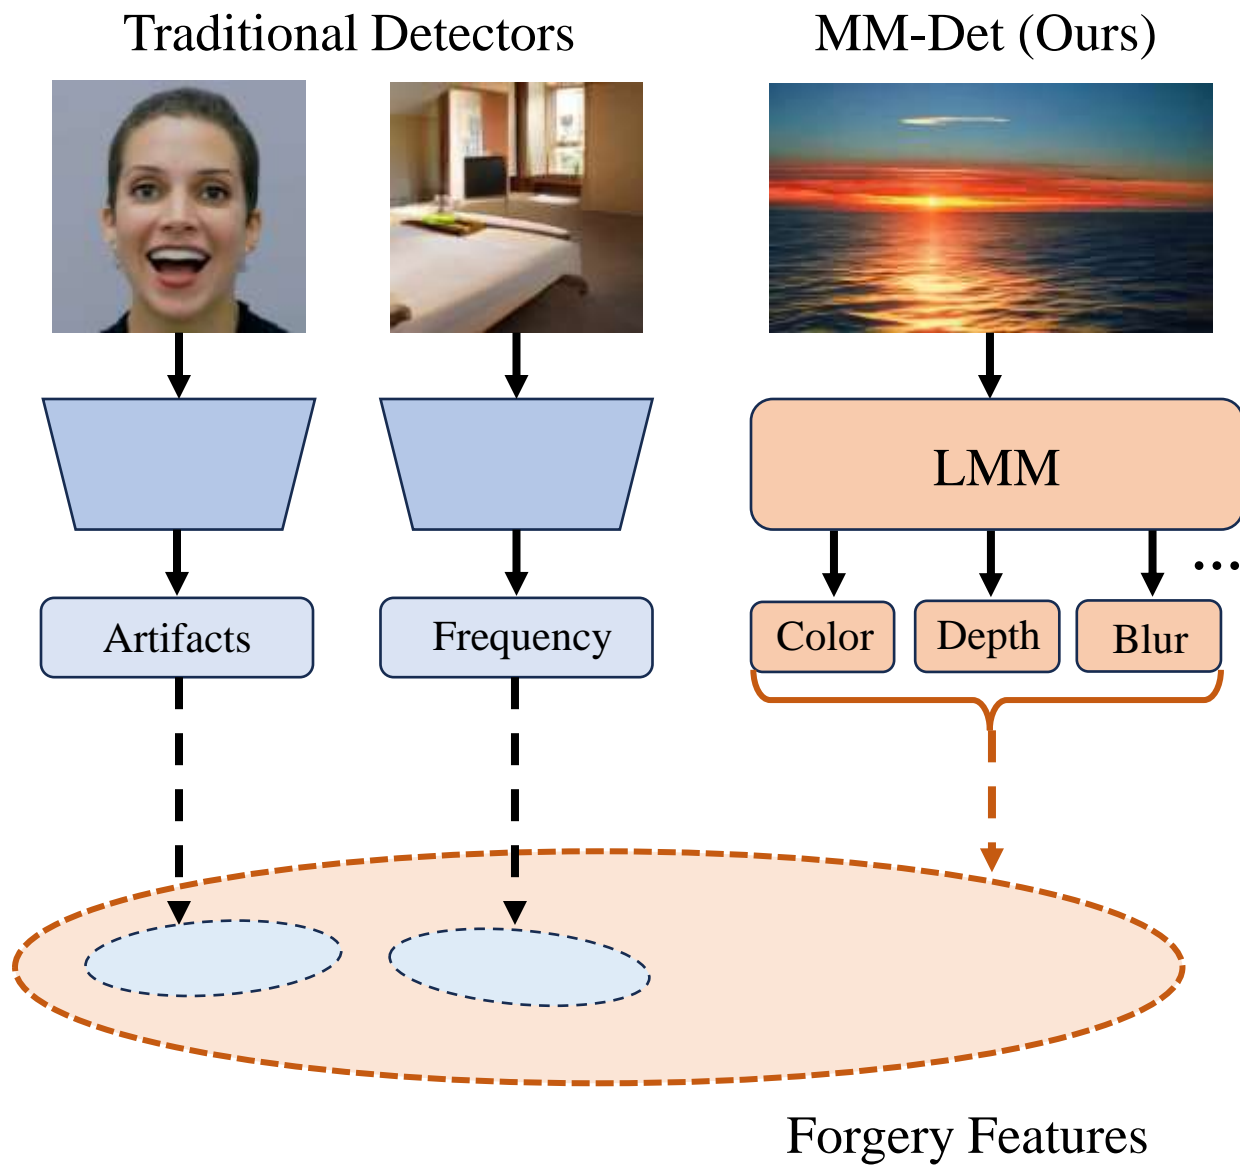 Traditional Detectors
MM-Det (Ours)
LMM
...
Artifacts
Frequency
Color
Depth
Blur
Forgery Features